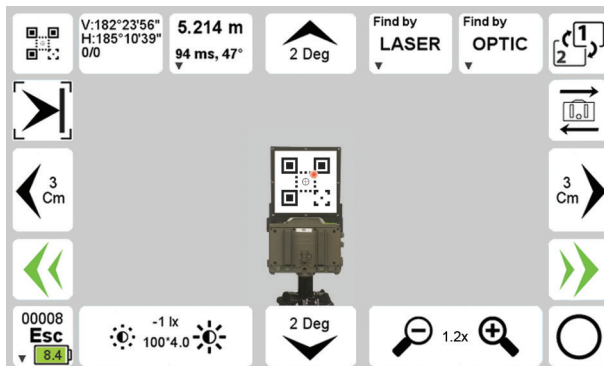 V:182°23'56"
H:185°10'39"
0/0
5.214 m
94 ms, 47°
2 Deg
Find by
LASER
Find by
OPTIC
1
2
3
Cm
3
Cm
00008
Esc
8.4
-1 lx
100*4.0
2 Deg
1.2x